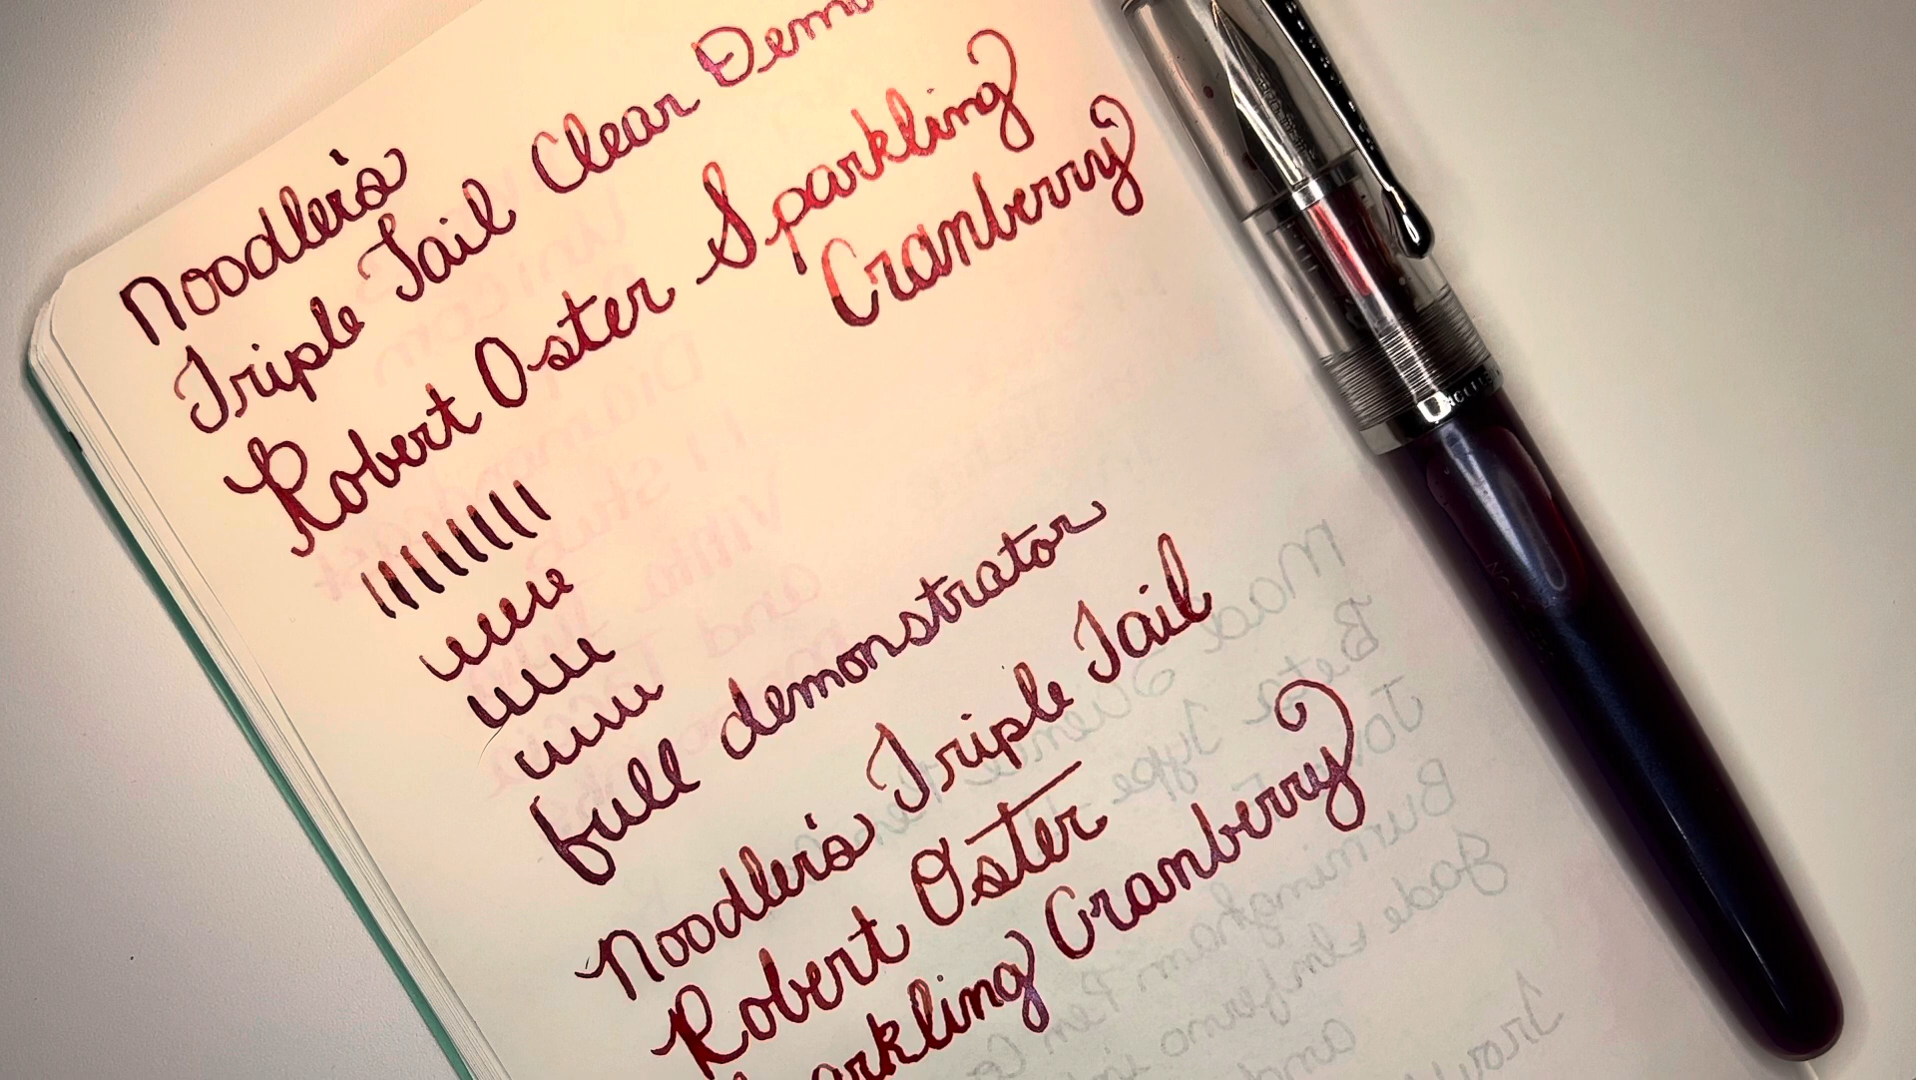 Noodler's
Triple Tail Clear Demo
Robert Oster Sparkling
Cranberry
full demonstrator
Noodler's Triple Tail
Robert Oster
Sparkling Cranberry